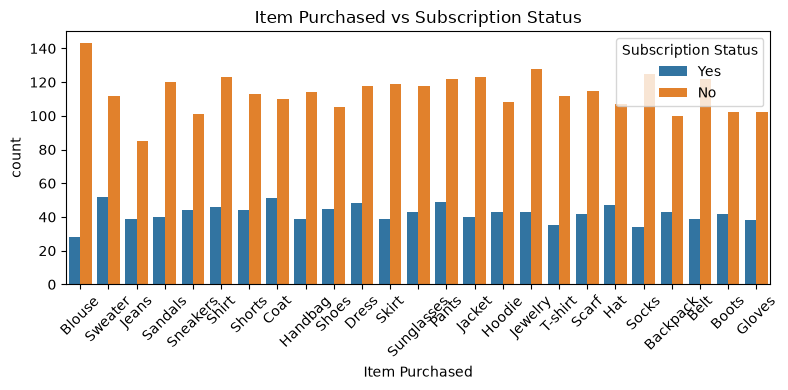 Item Purchased vs Subscription Status
Subscription Status
Yes
No
count
140
120
100
80
60
40
20
0
Blouse
Sweater
Jeans
Sandals
Sneakers
Shirt
Shorts
Coat
Handbag
Shoes
Dress
Skirt
Sunglasses
Pants
Jacket
Hoodie
Jewelry
T-shirt
Scarf
Hat
Socks
Backpack
Belt
Boots
Gloves
Item Purchased